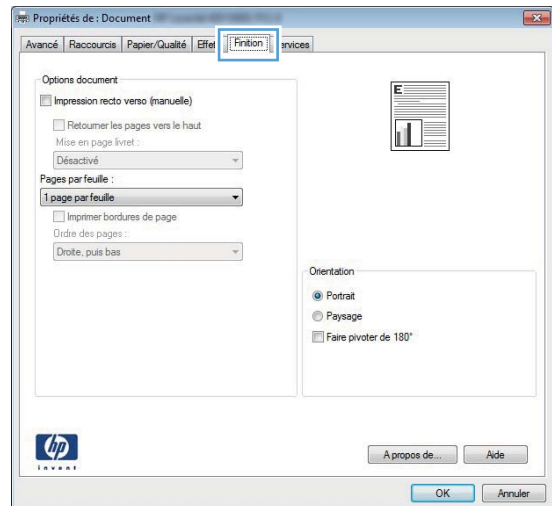 Propriétés de : Document
Avancé Raccourcis Papier/Qualité Effet Finition ervices
Options document
Impression recto verso (manuelle)
Retourner les pages vers le haut
Mise en page livret :
Désactivé
Pages par feuille :
1 page par feuille
Imprimer bordures de page
Ordre des pages :
Droite, puis bas
E
Orientation
Portrait
Paysage
Faire pivoter de 180°
hp
invent
A propos de... Aide
OK Annuler